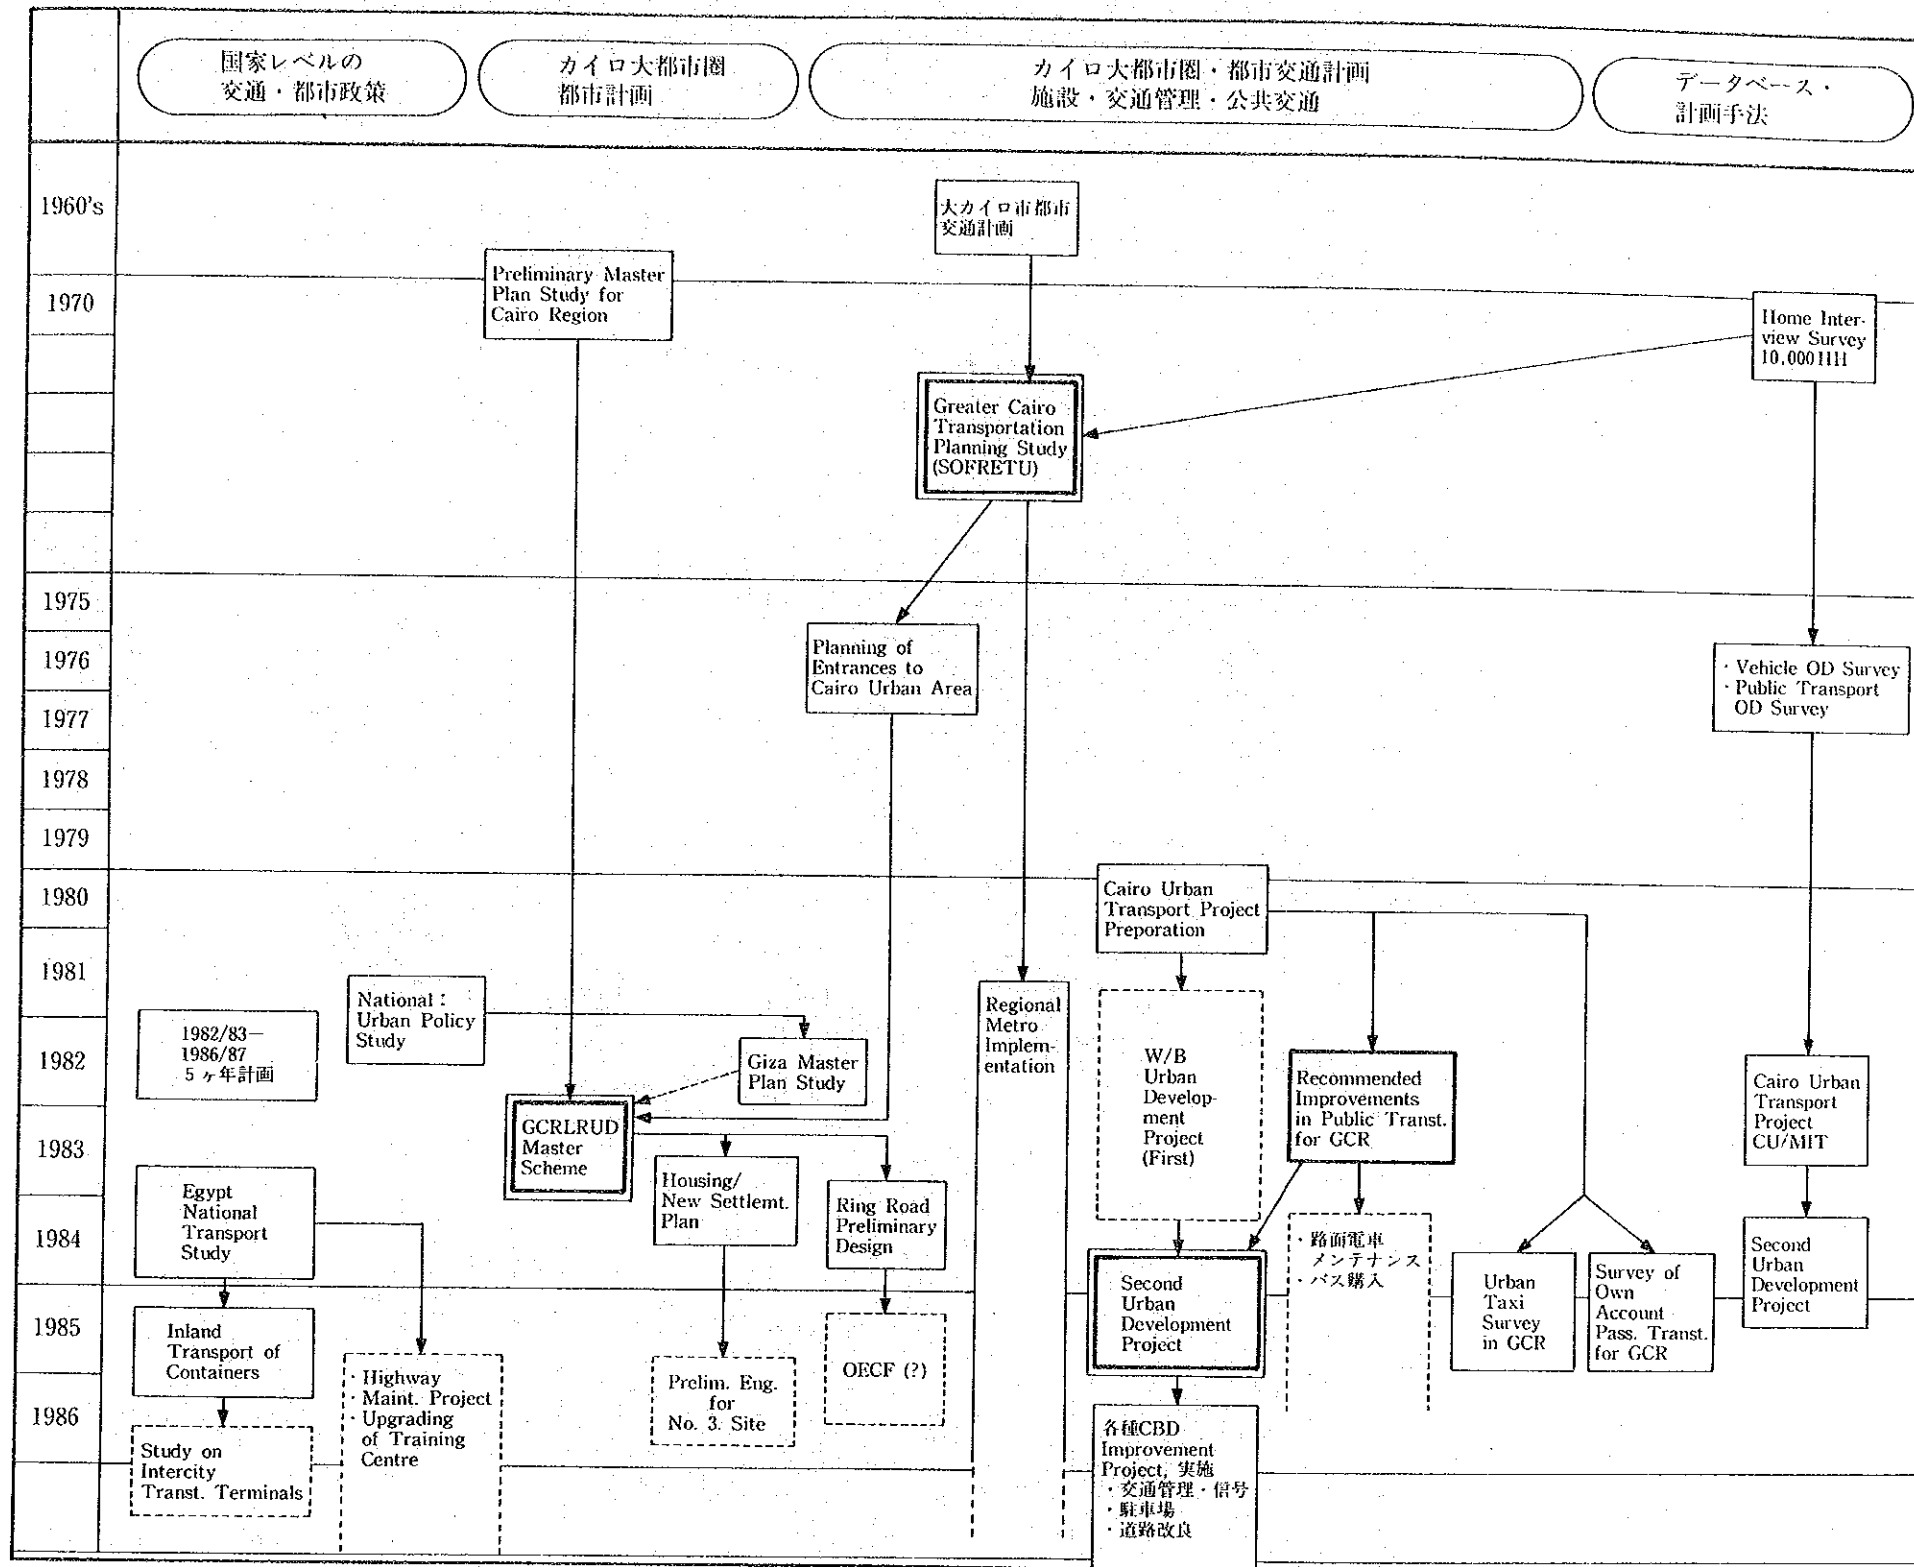 国家レベルの
交通・都市政策
カイロ大都市圏
都市計画
カイロ大都市圏・都市交通計画
施設・交通管理・公共交通
データベース・
計画手法
1960's
大カイロ市都市
交通計画
Preliminary Master
Plan Study for
Cairo Region
1970
Home Inter-
view Survey
10,000HH
Greater Cairo
Transportation
Planning Study
(SOFRETU)
1975
1976
Planning of
Entrances to
Cairo Urban Area
・Vehicle OD Survey
・Public Transport
OD Survey
1977
1978
1979
1980
Cairo Urban
Transport Project
Preporation
1981
National:
Urban Policy
Study
Regional
Metro
Implem-
entation
1982/83―
1986/87
5ヶ年計画
1982
Giza Master
Plan Study
W/B
Urban
Develop-
ment
Project
(First)
Recommended
Improvements
in Public Transt.
for GCR
Cairo Urban
Transport
Project
CU/MIT
1983
GCRLRUD
Master
Scheme
Housing/
New Settlemt.
Plan
Ring Road
Preliminary
Design
Egypt
National
Transport
Study
1984
・路面電車
メンテナンス
・バス購入
Second
Urban
Development
Project
Urban
Taxi
Survey
in GCR
Survey of
Own
Account
Pass. Transt.
for GCR
Second
Urban
Development
Project
1985
Inland
Transport of
Containers
・Highway
・Maint. Project
・Upgrading
of Training
Centre
Prelim. Eng.
for
No. 3. Site
OECF (?)
1986
Study on
Intercity
Transt. Terminals
各種CBD
Improvement
Project, 実施
・交通管理・信号
・駐車場
・道路改良